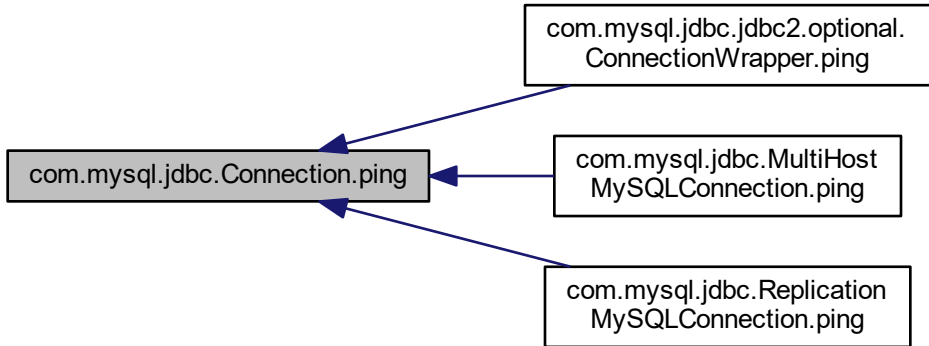 com.mysql.jdbc.jdbc2.optional.
ConnectionWrapper.ping
com.mysql.jdbc.Connection.ping
com.mysql.jdbc.MultiHost
MySQLConnection.ping
com.mysql.jdbc.Replication
MySQLConnection.ping